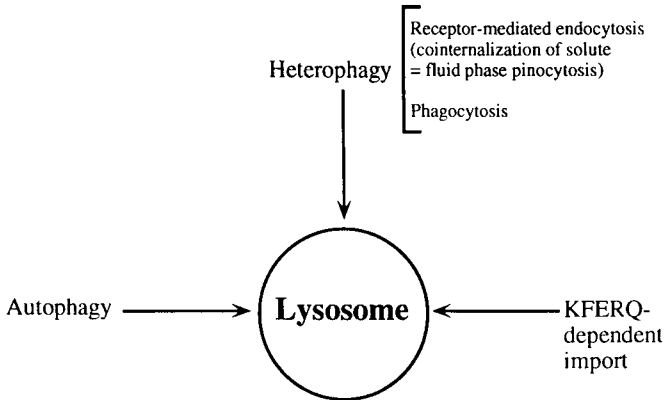 Receptor-mediated endocytosis
(cointernalization of solute
= fluid phase pinocytosis)
Heterophagy
Phagocytosis
Autophagy
Lysosome
KFERQ-
dependent
import